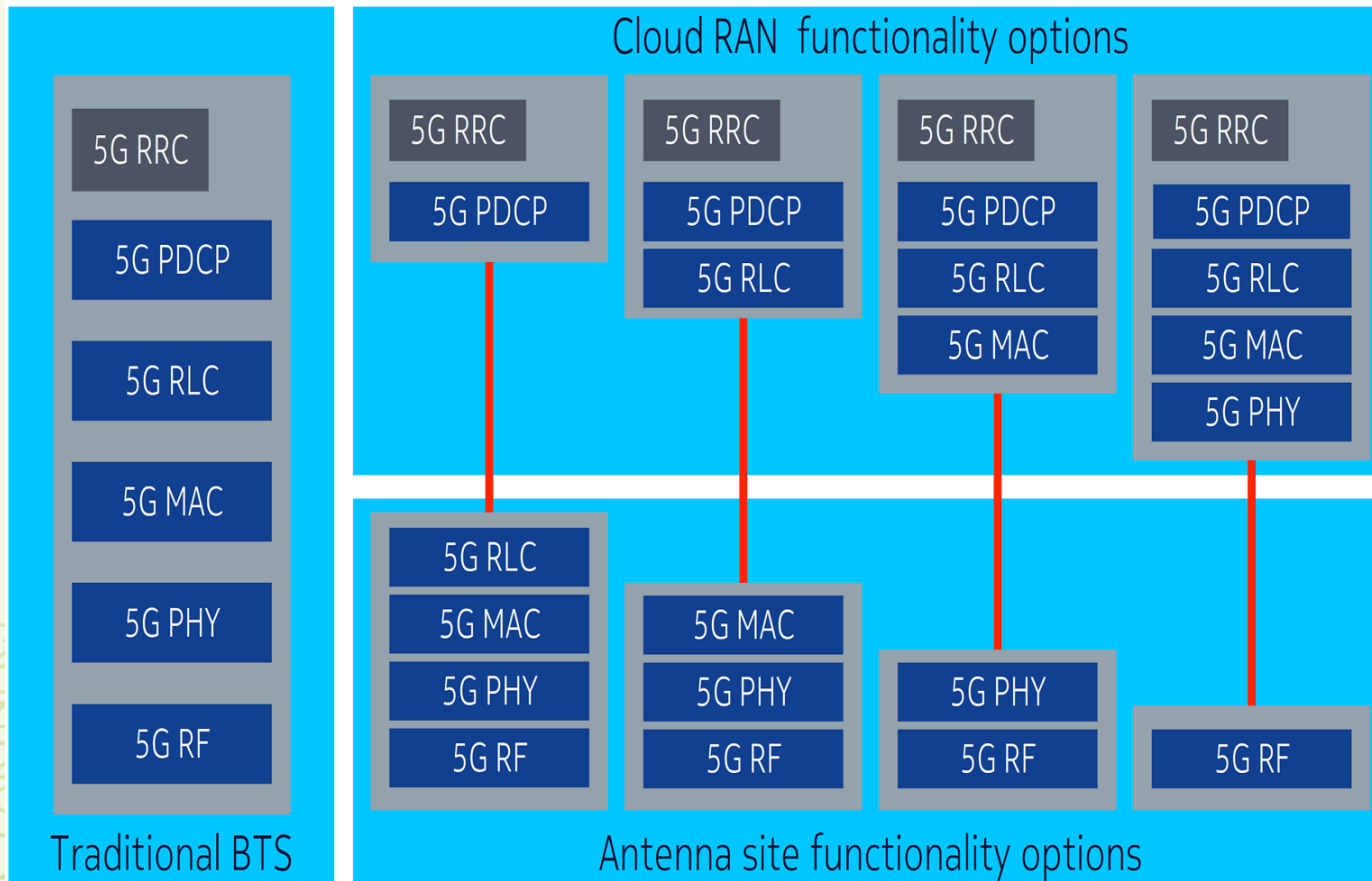 5G RRC
5G PDCP
5G RLC
5G MAC
5G PHY
5G RF
Traditional BTS
Cloud RAN functionality options
5G RRC
5G PDCP
5G RLC
5G MAC
5G PHY
5G RF
5G RRC
5G PDCP
5G RLC
5G MAC
5G PHY
5G RF
5G RRC
5G PDCP
5G RLC
5G MAC
5G PHY
5G RF
5G RRC
5G PDCP
5G RLC
5G MAC
5G PHY
5G RF
Antenna site functionality options